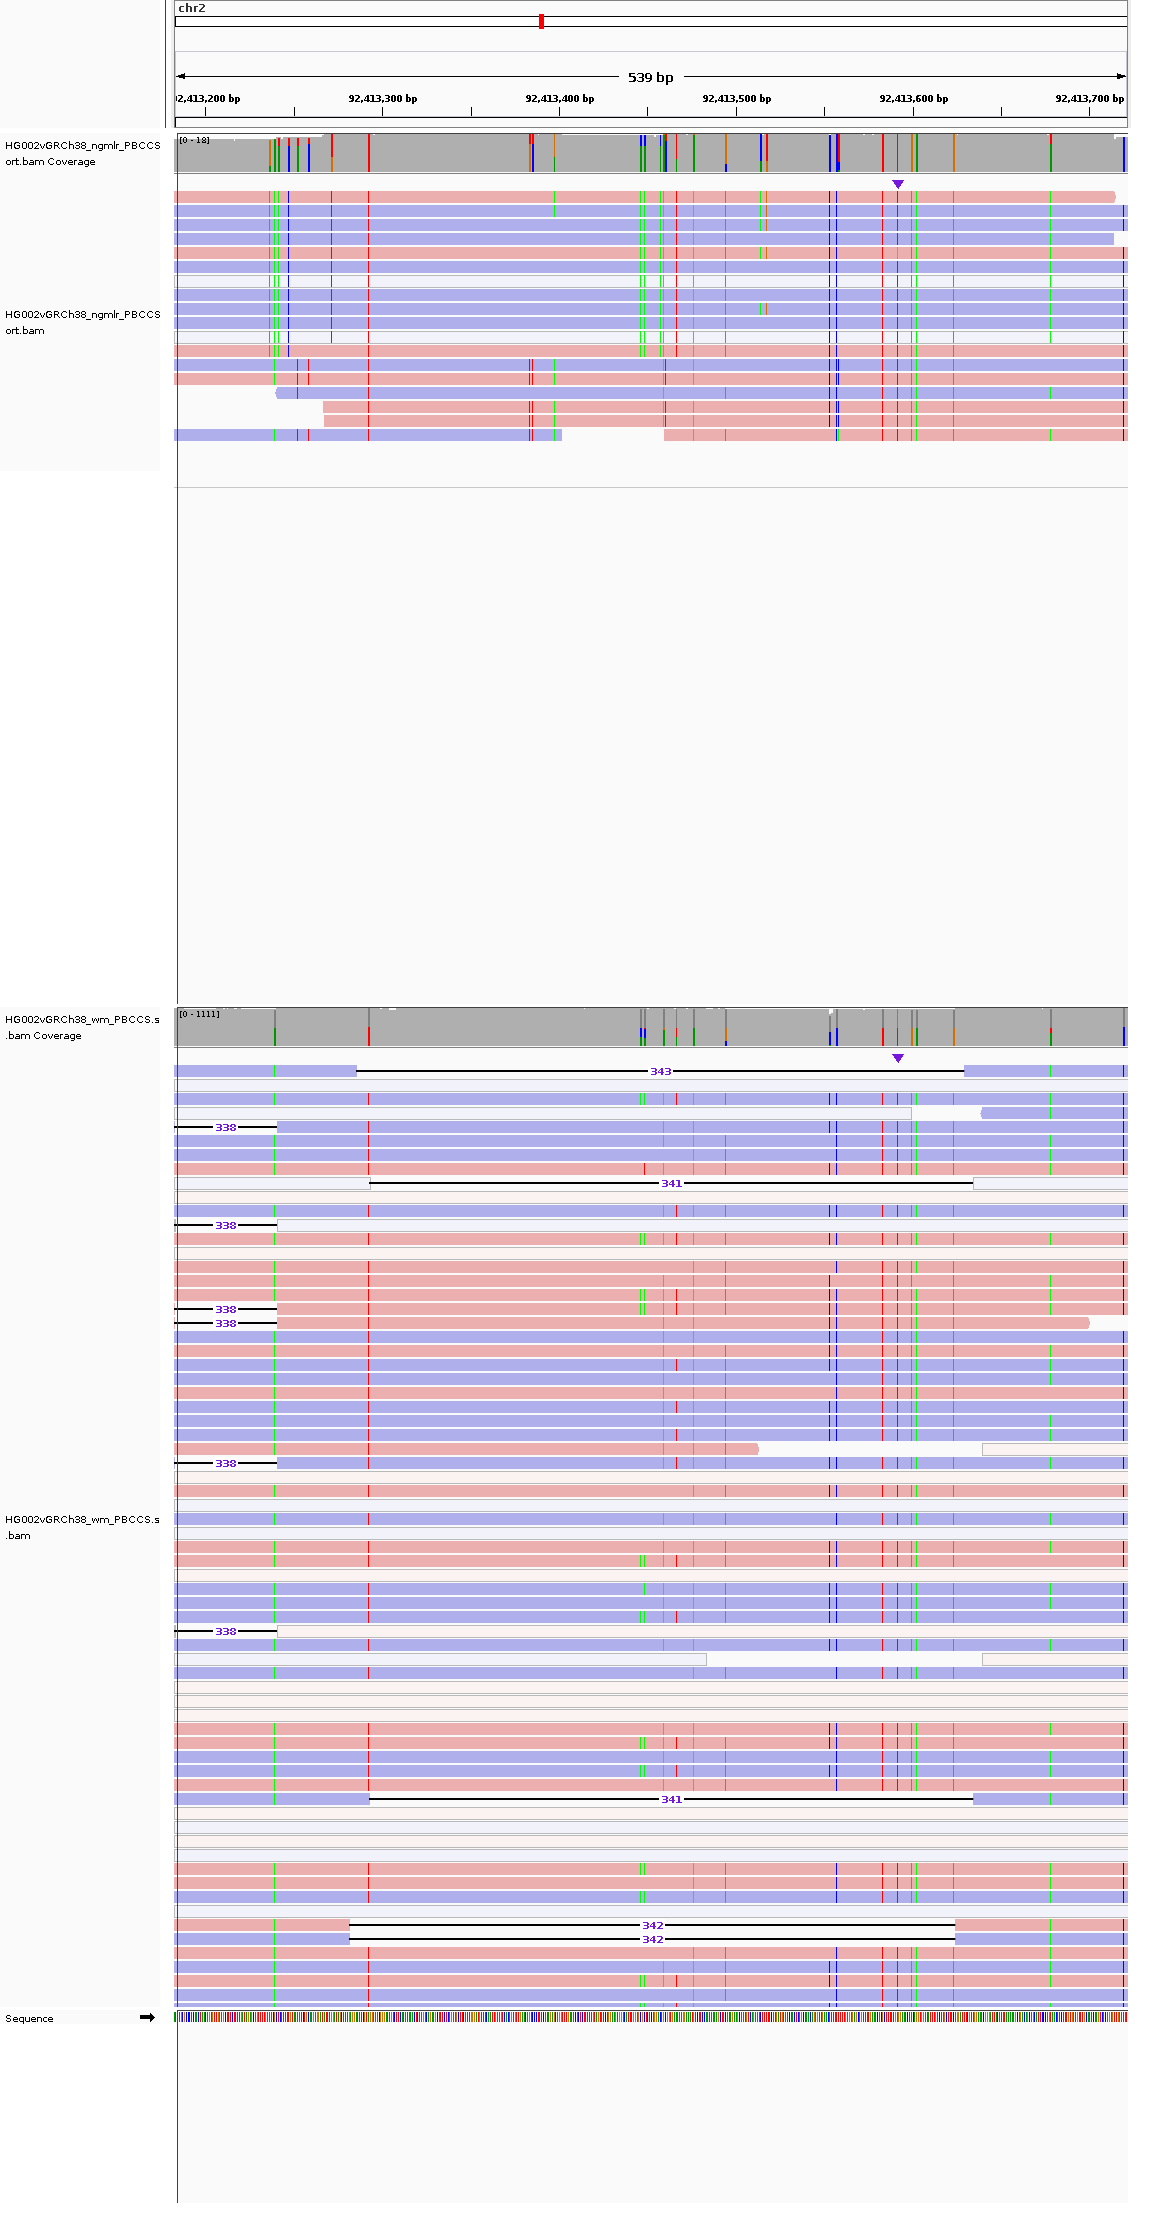 chr2
539 bp
2,413,200 bp 92,413,300 bp 92,413,400 bp 92,413,500 bp 92,413,600 bp 92,413,700 bp
[0 - 18]
HG002vGRCh38_ngmlr_PBCCS
ort.bam Coverage
HG002vGRCh38_ngmlr_PBCCS
ort.bam
[0 - 1111]
HG002vGRCh38_wm_PBCCS.s
.bam Coverage
343
338
341
338
338
338
338
HG002vGRCh38_wm_PBCCS.s
.bam
338
341
342
342
Sequence